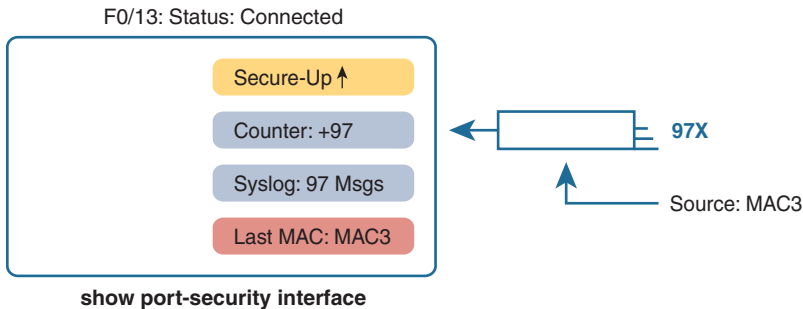 F0/13: Status: Connected
Secure-Up
Counter: +97
Syslog: 97 Msgs
Last MAC: MAC3
97X
Source: MAC3
show port-security interface